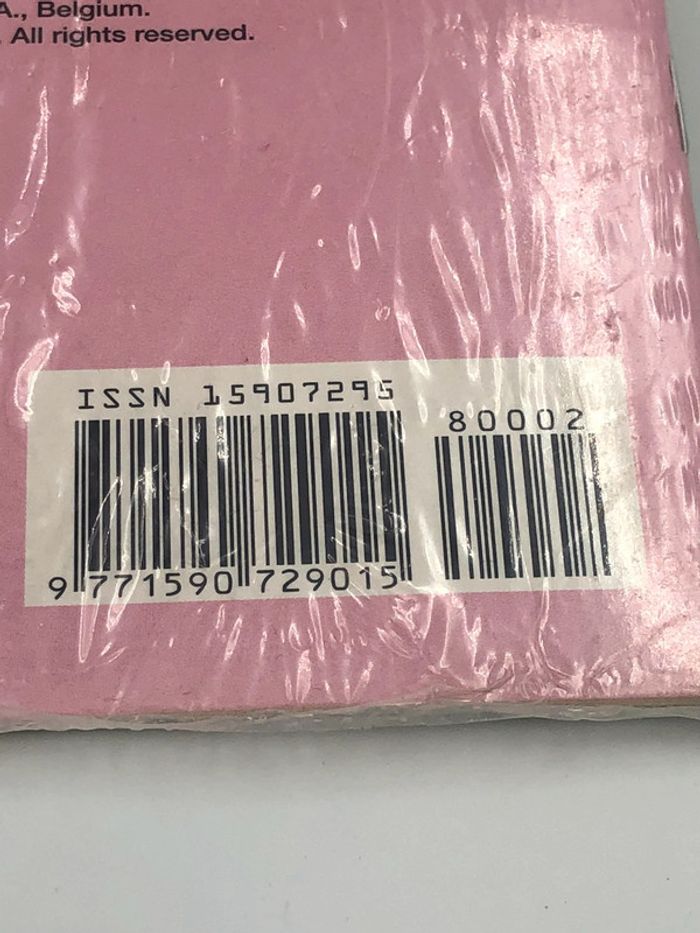 A., Belgium.
. All rights reserved.
ISSN 15907295
80002
9 771590 729015